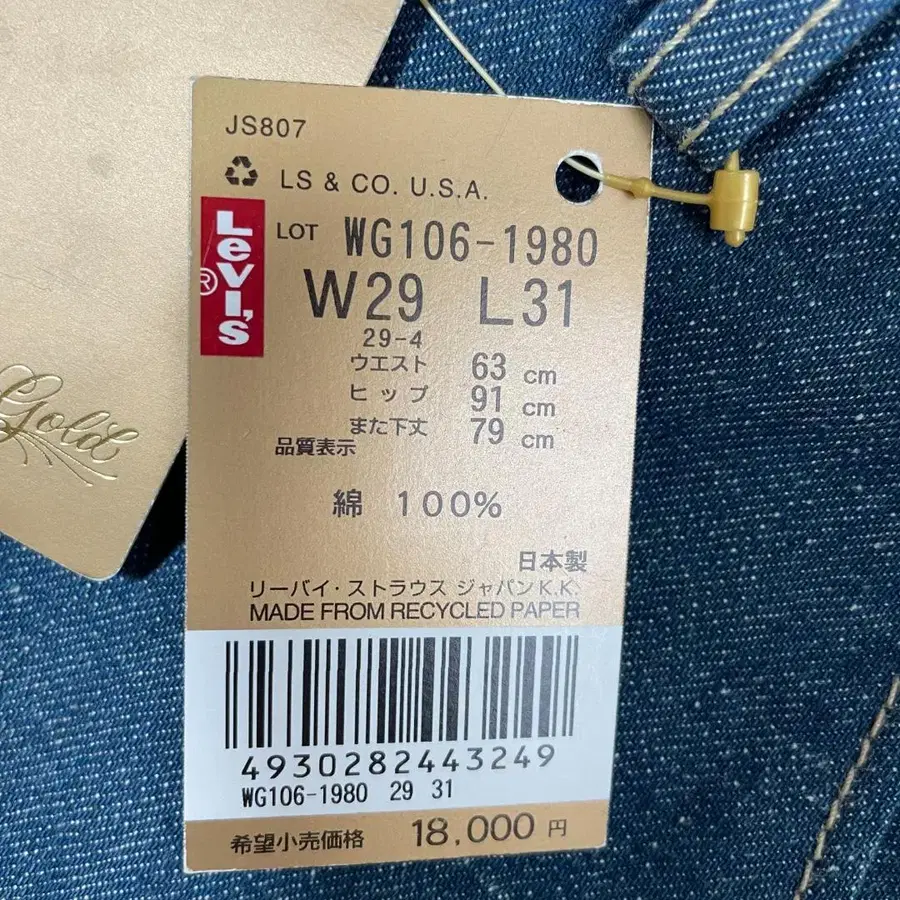 Gold
JS807
LS & CO. U.S.A.
Levi's ®
LOT WG106-1980
W29 L31
29-4
ウエスト 63 cm
ヒップ 91 cm
また下丈 79 cm
品質表示
綿 100%
日本製
リーバイ・ストラウス ジャパンK.K.
MADE FROM RECYCLED PAPER
4930282443249
WG106-1980 29 31
希望小売価格 18,000 円